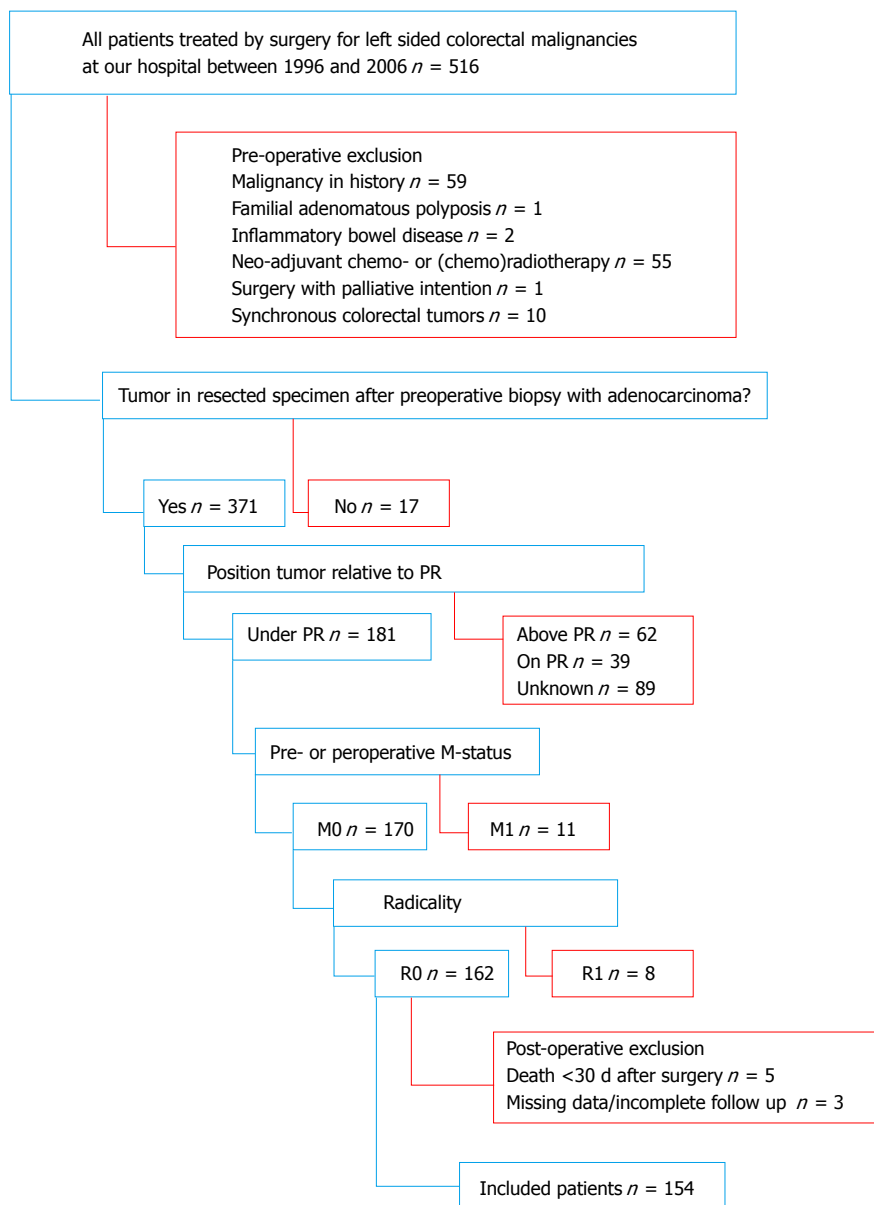 All patients treated by surgery for left sided colorectal malignancies
at our hospital between 1996 and 2006 n = 516
Pre-operative exclusion
Malignancy in history n = 59
Familial adenomatous polyposis n = 1
Inflammatory bowel disease n = 2
Neo-adjuvant chemo- or (chemo)radiotherapy n = 55
Surgery with palliative intention n = 1
Synchronous colorectal tumors n = 10
Tumor in resected specimen after preoperative biopsy with adenocarcinoma?
Yes n = 371
No n = 17
Position tumor relative to PR
Under PR n = 181
Above PR n = 62
On PR n = 39
Unknown n = 89
Pre- or peroperative M-status
M0 n = 170
M1 n = 11
Radicality
R0 n = 162
R1 n = 8
Post-operative exclusion
Death <30 d after surgery n = 5
Missing data/incomplete follow up n = 3
Included patients n = 154